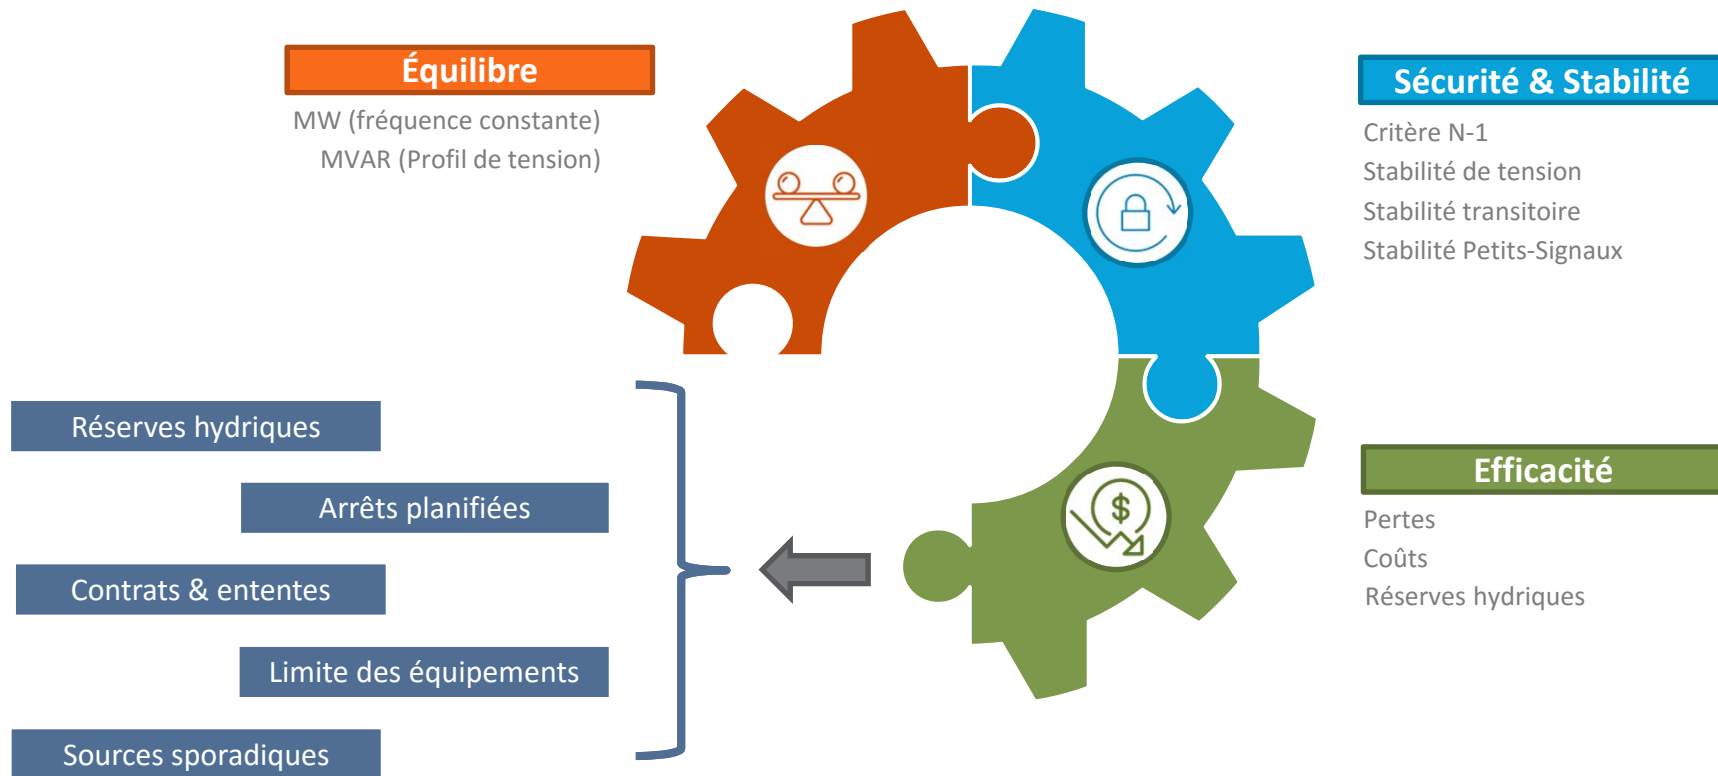 Équilibre
MW (fréquence constante)
MVAR (Profil de tension)
Sécurité & Stabilité
Critère N-1
Stabilité de tension
Stabilité transitoire
Stabilité Petits-Signaux
Efficacité
Pertes
Coûts
Réserves hydriques
Réserves hydriques
Arrêts planifiées
Contrats & ententes
Limite des équipements
Sources sporadiques
$